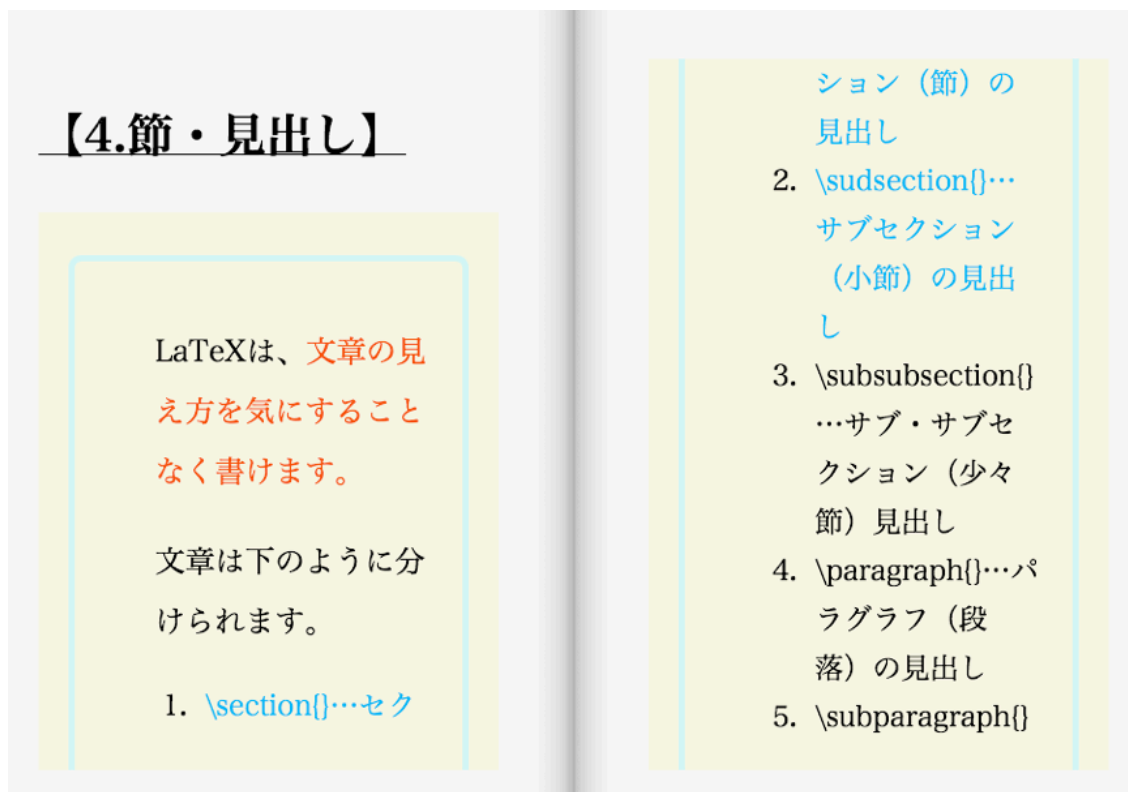 【4.節・見出し】
LaTeXは、文章の見
え方を気にすること
なく書けます。
文章は下のように分
けられます。
1. \section{}…セク
ション（節）の
見出し
2. \sudsection{}…
サブセクション
（小節）の見出
し
3. \subsubsection{}
…サブ・サブセ
クション（少々
節）見出し
4. \paragraph{}…パ
ラグラフ（段
落）の見出し
5. \subparagraph{}